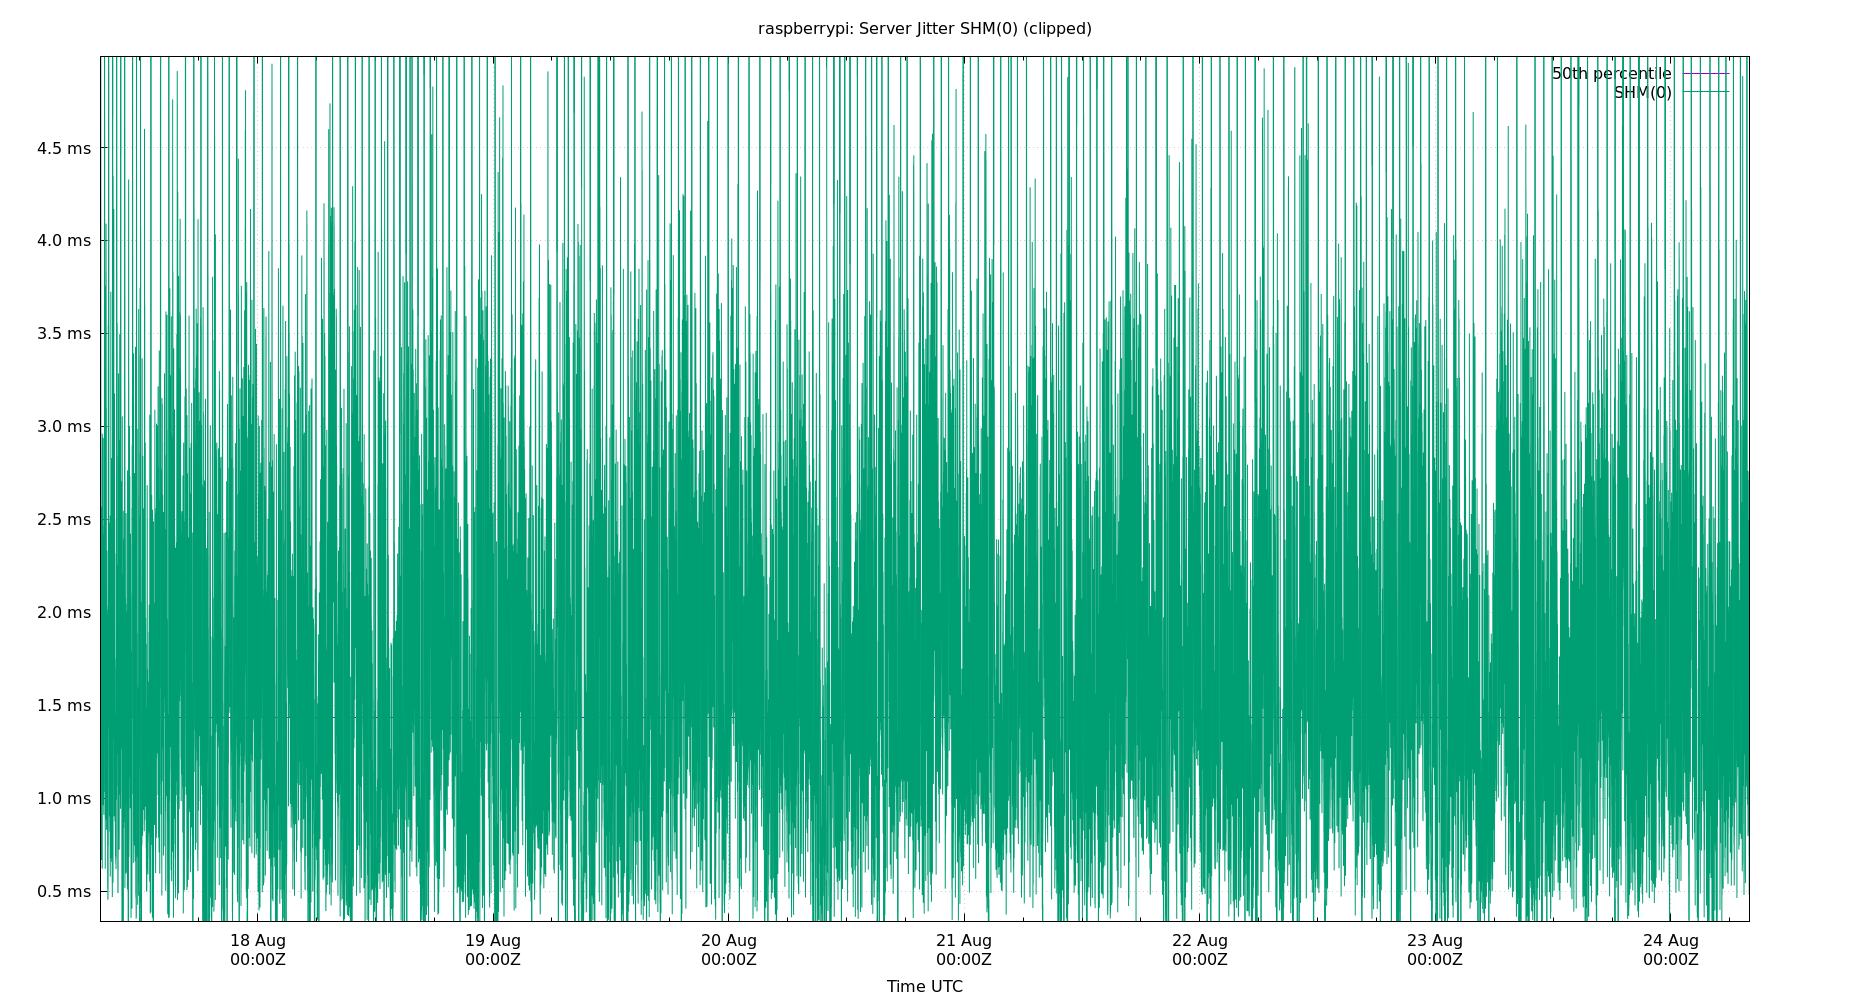 raspberrypi: Server Jitter SHM(0) (clipped)
50th percentile
SHM(0)
4.5 ms
4.0 ms
3.5 ms
3.0 ms
2.5 ms
2.0 ms
1.5 ms
1.0 ms
0.5 ms
18 Aug 19 Aug 20 Aug 21 Aug 22 Aug 23 Aug 24 Aug
00:00Z 00:00Z 00:00Z 00:00Z 00:00Z 00:00Z 00:00Z
Time UTC